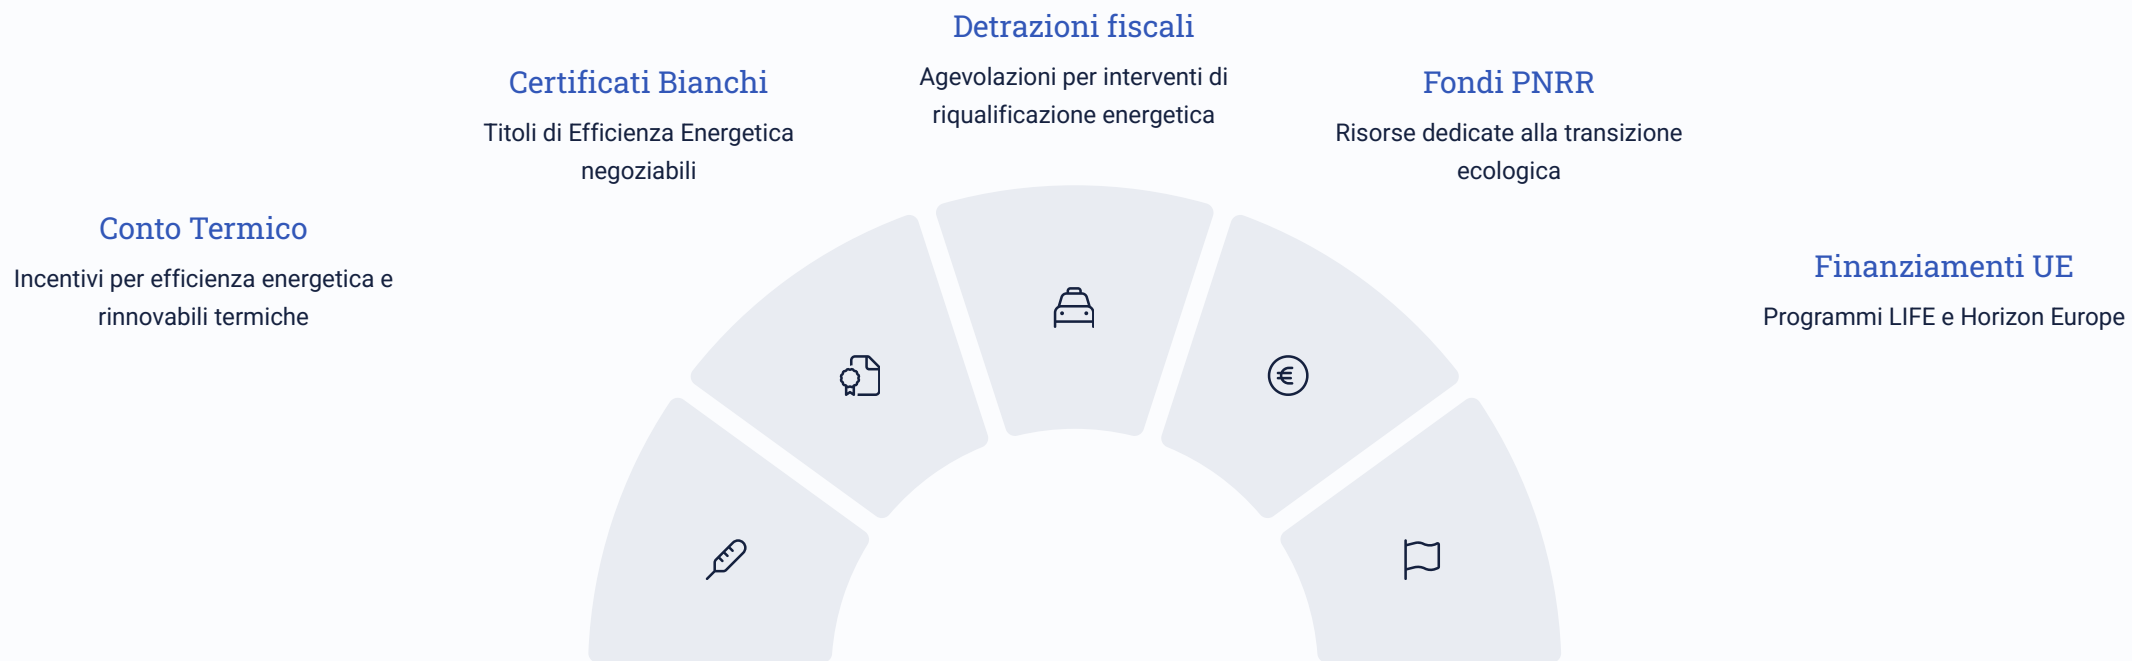 Conto Termico
Incentivi per efficienza energetica e
rinnovabili termiche
Certificati Bianchi
Titoli di Efficienza Energetica
negoziabili
Detrazioni fiscali
Agevolazioni per interventi di
riqualificazione energetica
Fondi PNRR
Risorse dedicate alla transizione
ecologica
Finanziamenti UE
Programmi LIFE e Horizon Europe